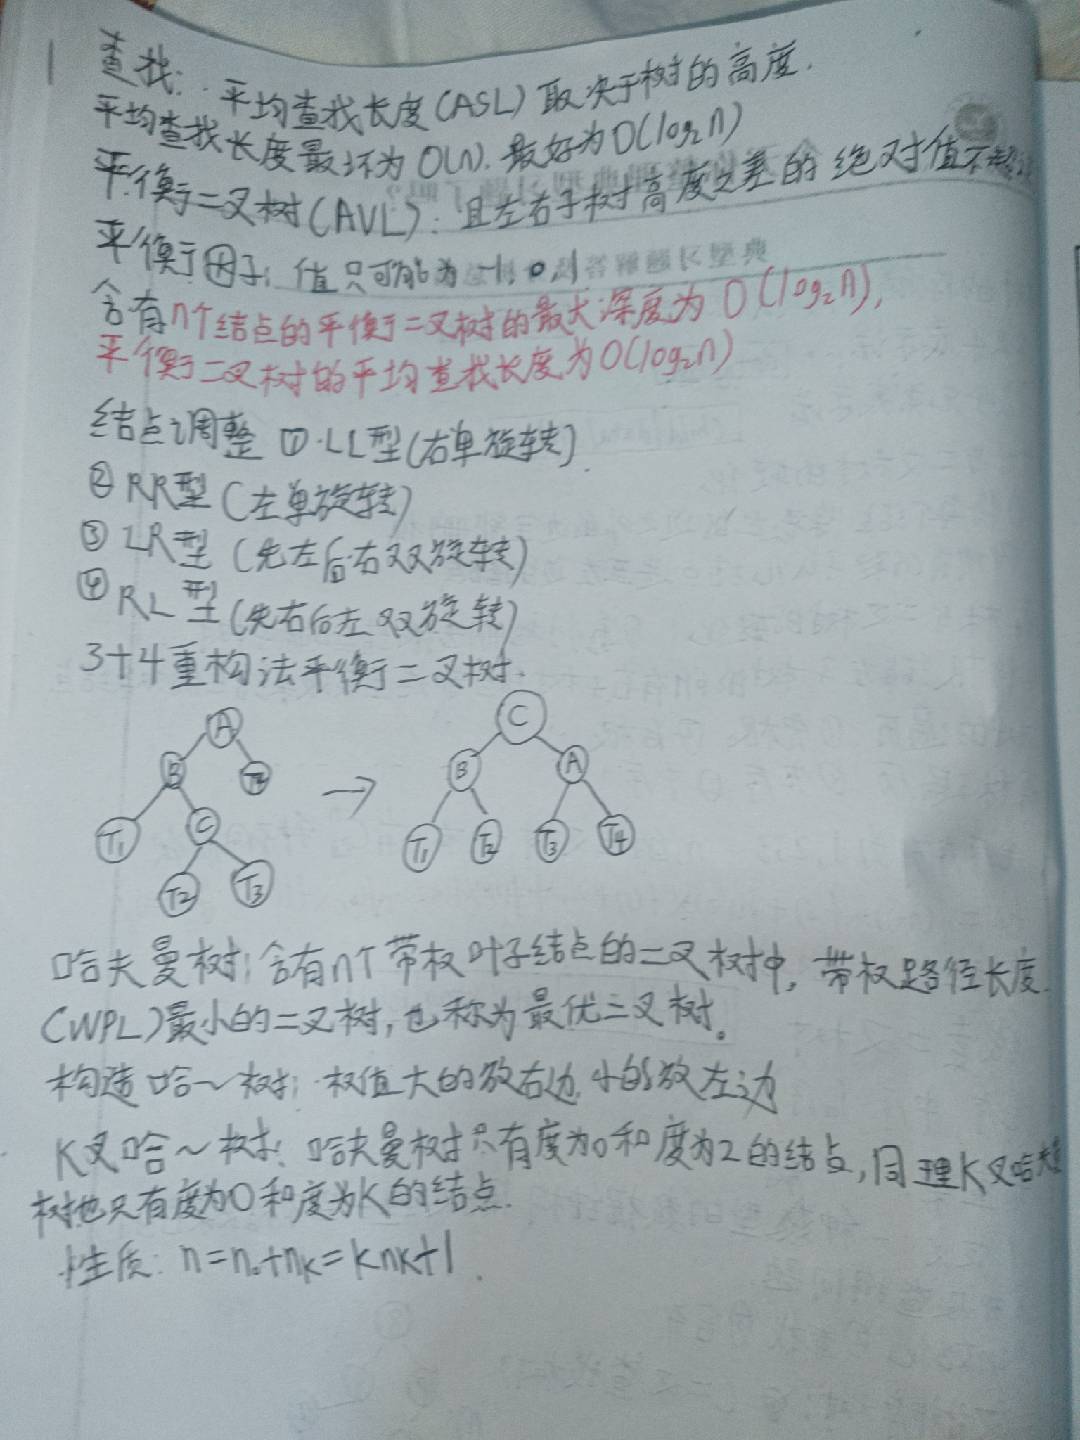 查找: 平均查找长度(ASL)取决于树的高度.
平均查找长度最坏为O(n). 最好为O(log₂n)
平衡二叉树(AVL): 且左右子树高度之差的绝对值不超过
平衡因子: 值只可能为-1,0,1
含有n个结点的平衡二叉树的最大深度为O(log₂n),
平衡二叉树的平均查找长度为O(log₂n)
结点调整 ①.LL型(右单旋转).
② RR型(左单旋转)
③ LR型(先左后右双旋转)
④ RL型(先右后左双旋转)
3+4重构法平衡二叉树.
A C
B B A
T1 C → T1 T2 T3 T4
T2 T3
哈夫曼树: 含有n个带权叶子结点的二叉树中, 带权路径长度
(WPL)最小的二叉树, 也称为最优二叉树。
构造哈~树: 权值大的放右边, 小的放左边
K叉哈~树: 哈夫曼树只有度为0和度为2的结点, 同理K叉哈夫曼
树也只有度为0和度为K的结点.
性质: n=n₀+nₖ=knₖ+1.